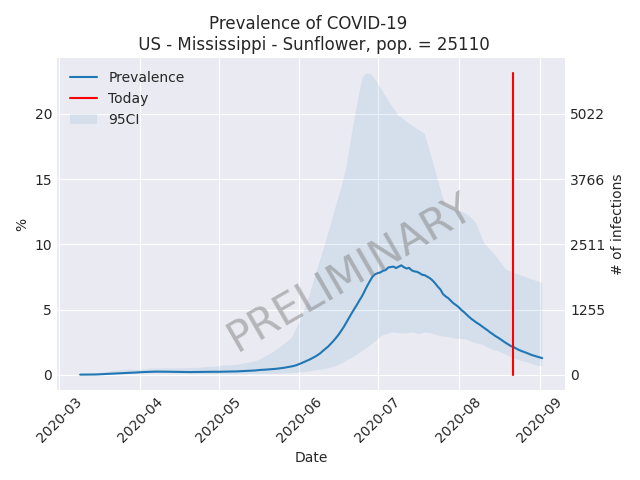 Prevalence of COVID-19
US - Mississippi - Sunflower, pop. = 25110
Prevalence
Today
95CI
PRELIMINARY
%
20
15
10
5
0
5022
3766
2511
1255
0
# of infections
2020-03
2020-04
2020-05
2020-06
2020-07
2020-08
2020-09
Date